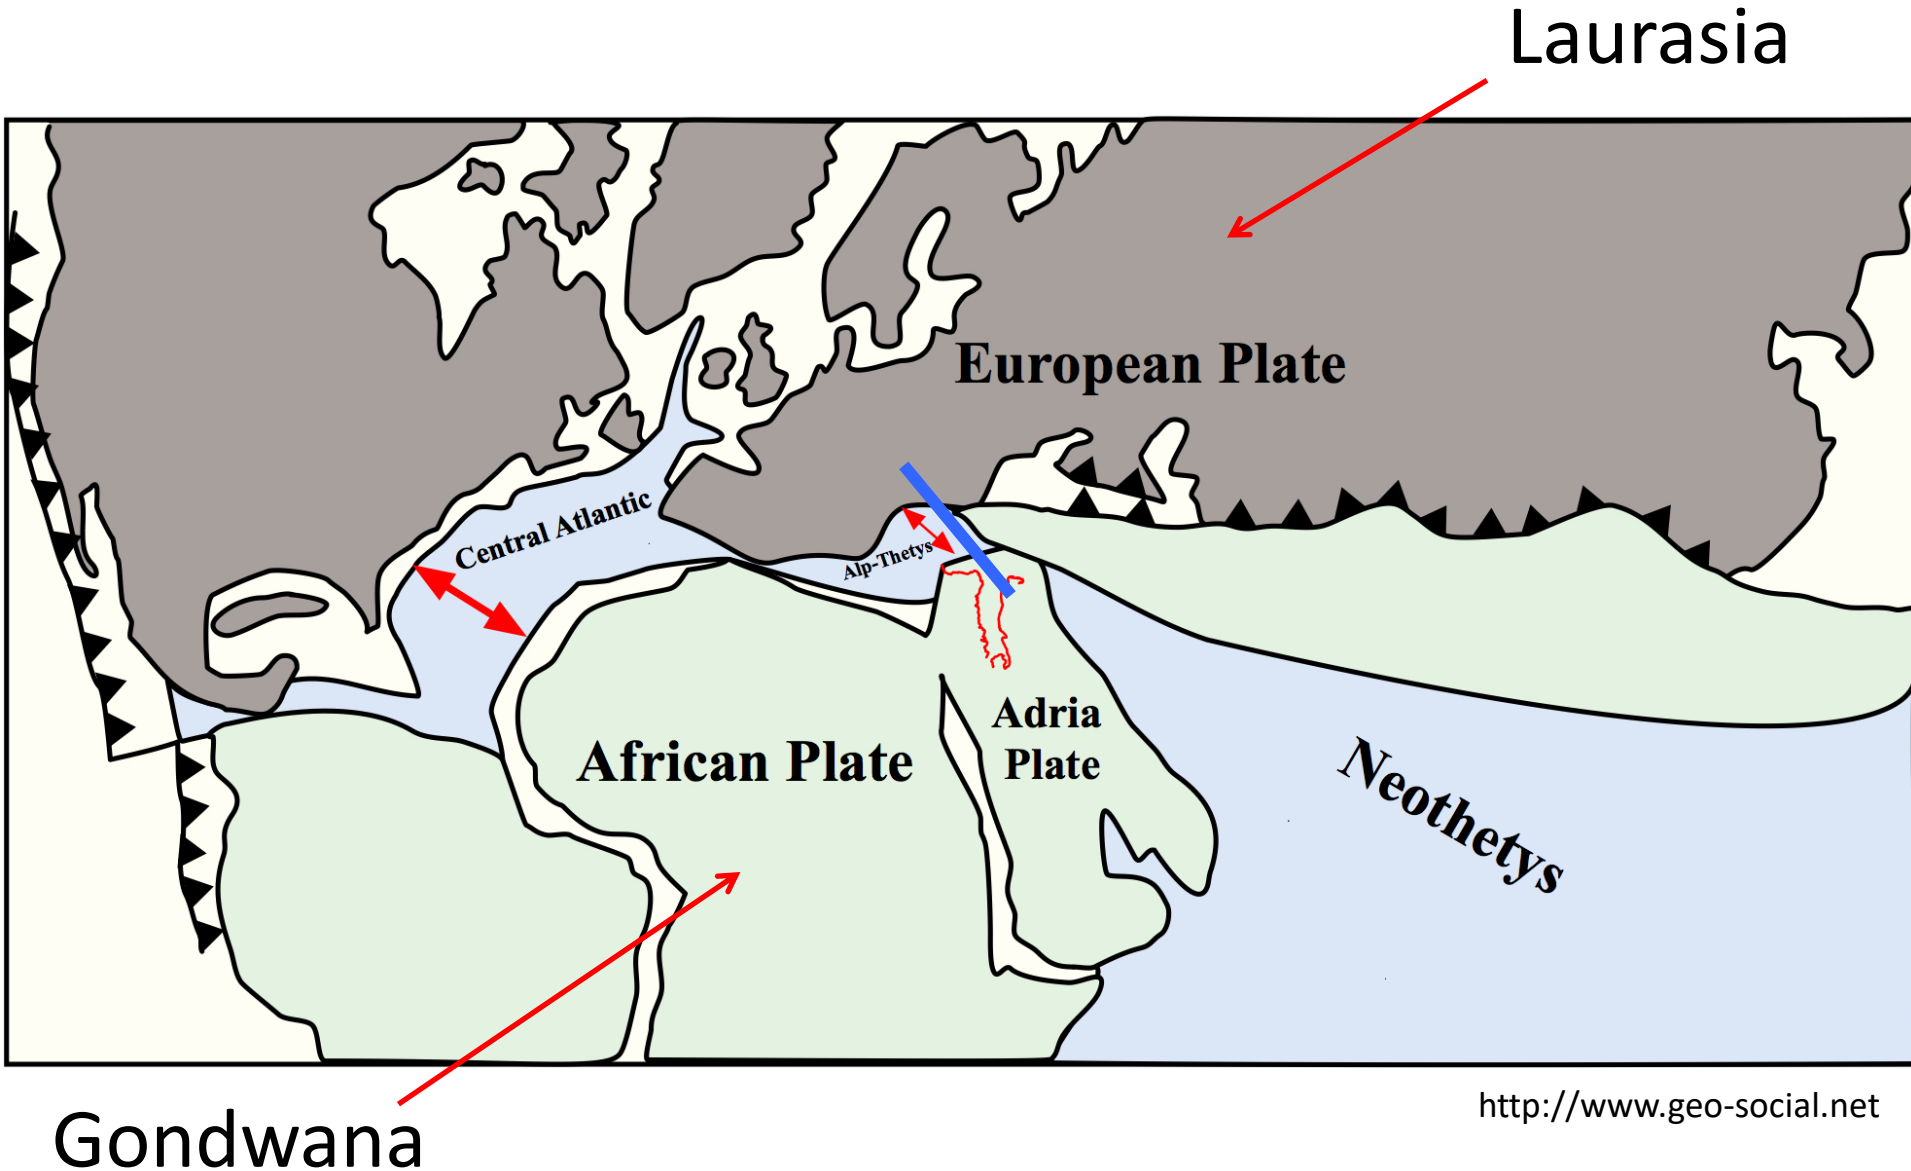 Laurasia
European Plate
Central Atlantic
Alp-Thetys
Adria
Plate
African Plate
Neothetys
http://www.geo-social.net
Gondwana